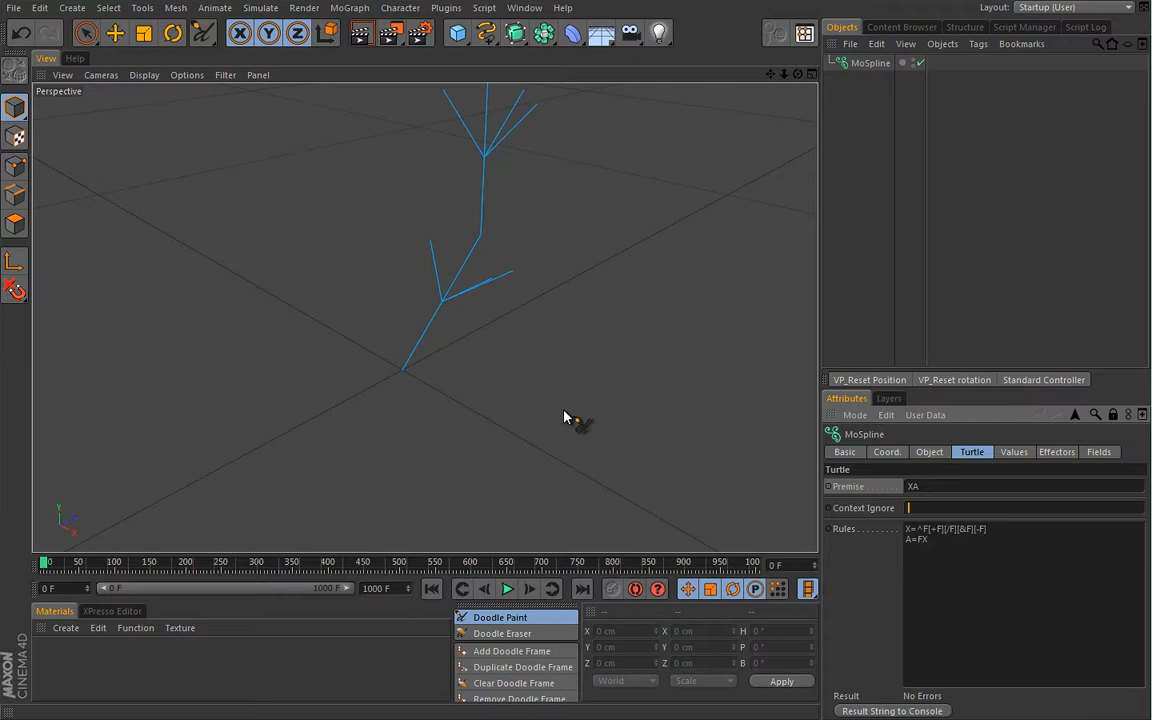 File Edit Create Select Tools Mesh Animate Simulate Render MoGraph Character Plugins Script Window Help
Layout: Startup (User)
View Help
Objects Content Browser Structure Script Manager Script Log
View Cameras Display Options Filter Panel
File Edit View Objects Tags Bookmarks
Perspective
MoSpline
Y
X
VP_Reset Position VP_Reset rotation Standard Controller
Attributes Layers
Mode Edit User Data
MoSpline
Basic Coord. Object Turtle Values Effectors Fields
Turtle
Premise XA
Context Ignore
Rules X=^F[+F][/F][&F][-F]
A=FX
0 50 100 150 200 250 300 350 400 450 500 550 600 650 700 750 800 850 900 950 100 0 F
0 F 0 F 1000 F 1000 F
Materials XPresso Editor
Create Edit Function Texture
Doodle Paint
Doodle Eraser
Add Doodle Frame
Duplicate Doodle Frame
Clear Doodle Frame
Remove Doodle Frame
-- -- --
X 0 cm X 0 cm H 0 °
Y 0 cm Y 0 cm P 0 °
Z 0 cm Z 0 cm B 0 °
World Scale Apply
Result No Errors
Result String to Console
MAXON
CINEMA 4D